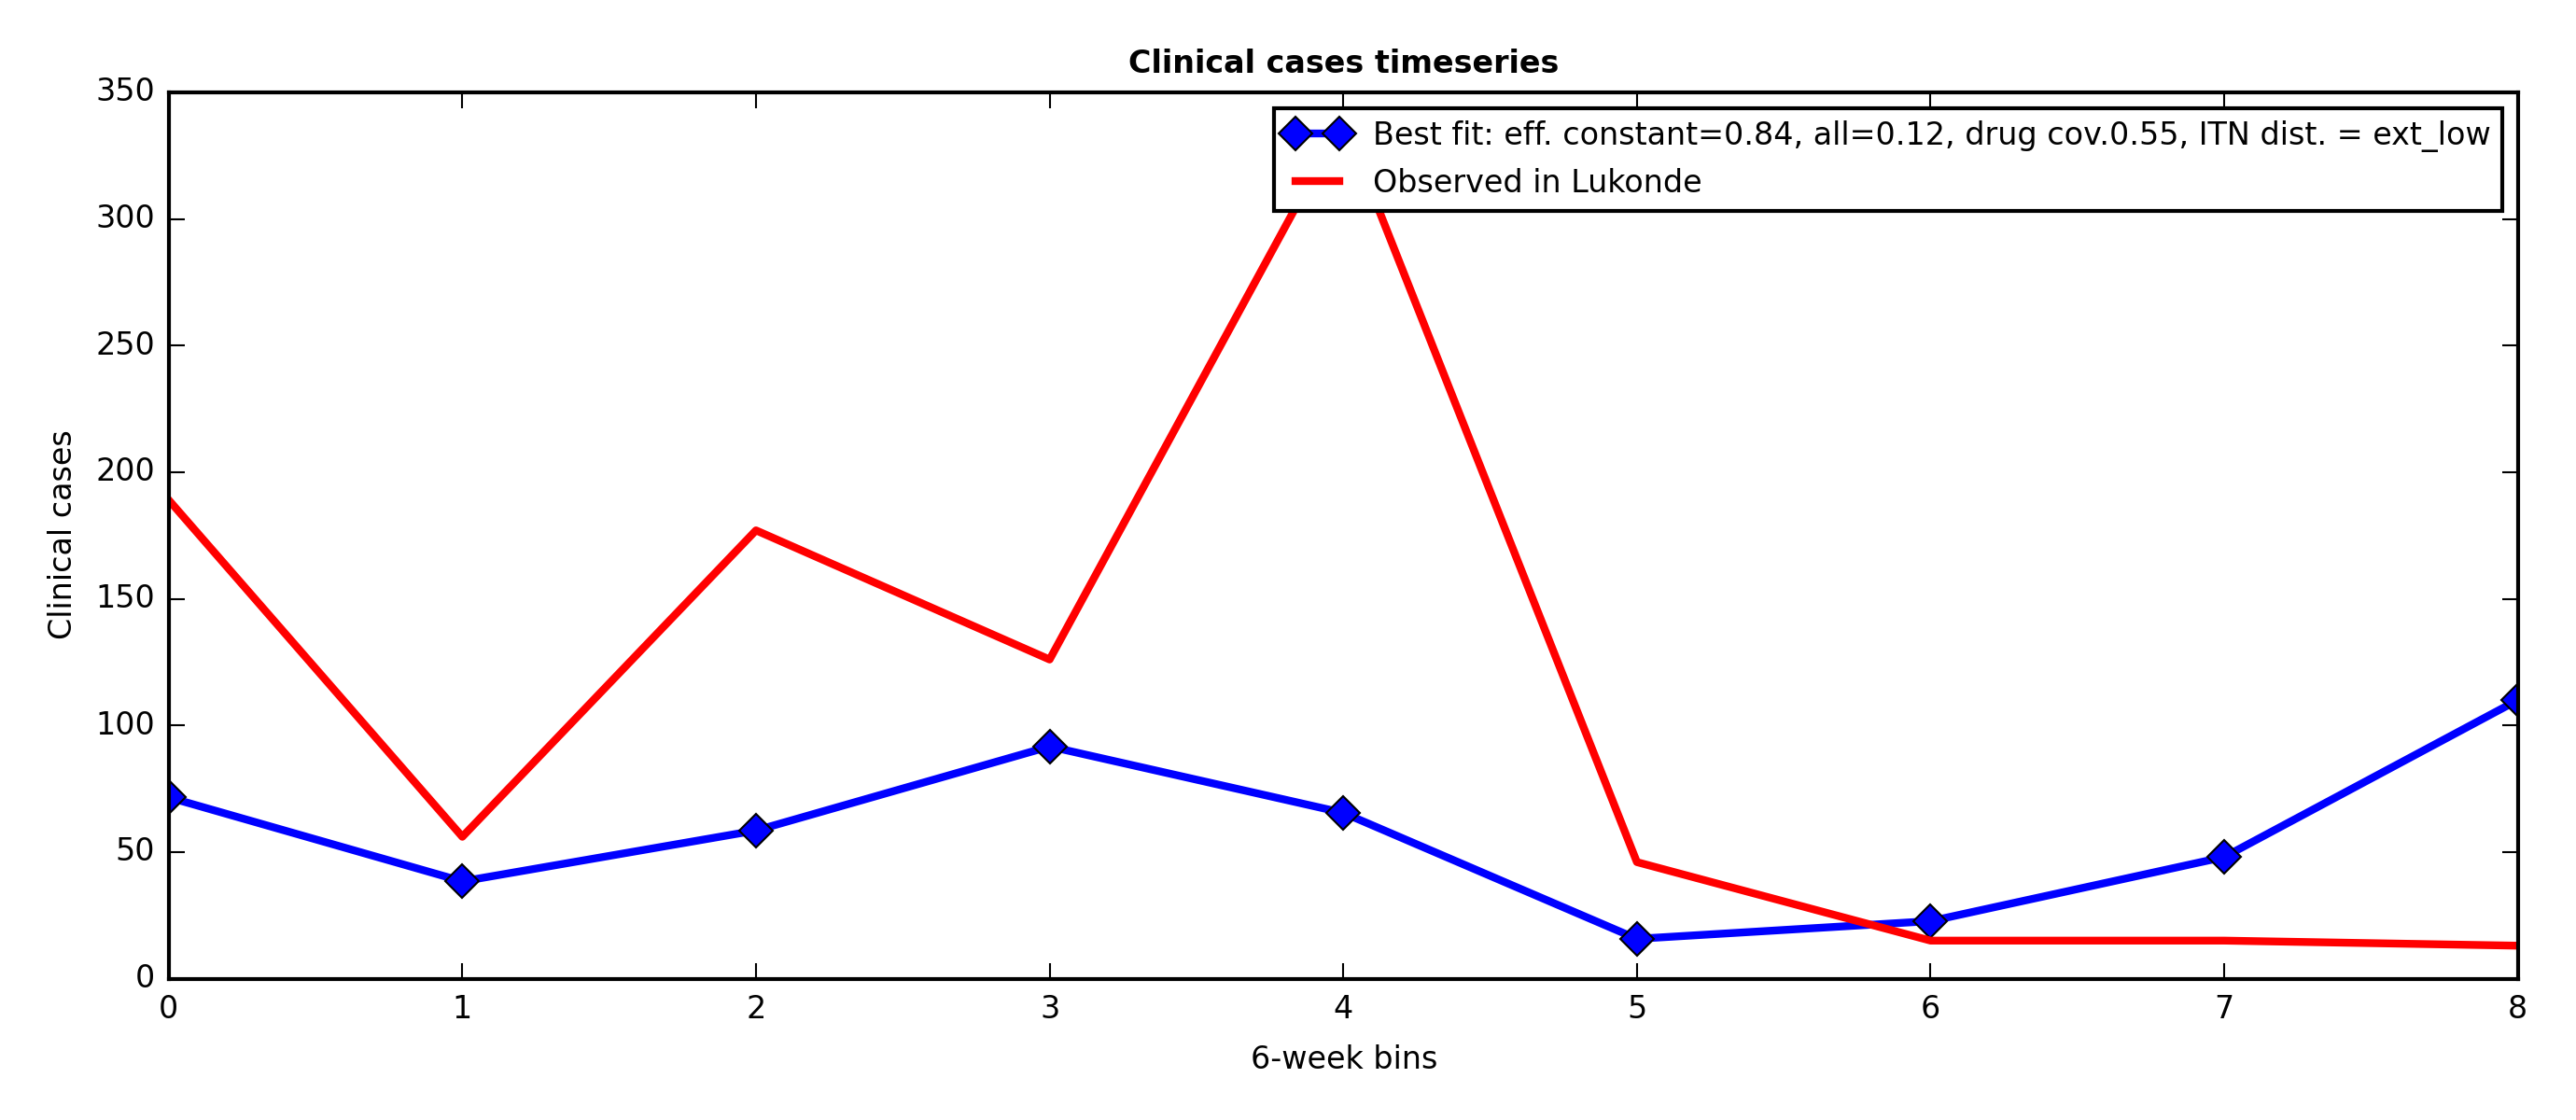 Clinical cases timeseries
350
300
250
200
150
100
50
0
Clinical cases
Best fit: eff. constant=0.84, all=0.12, drug cov.0.55, ITN dist. = ext_low
Observed in Lukonde
0 1 2 3 4 5 6 7 8
6-week bins